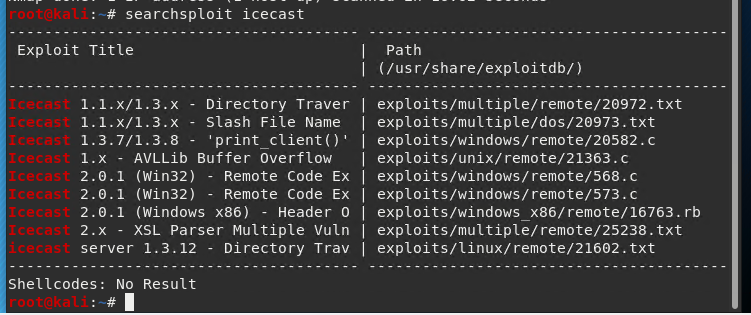 root@kali:~# searchsploit icecast
--------------------------------------- ----------------------------------------
Exploit Title | Path
| (/usr/share/exploitdb/)
--------------------------------------- ----------------------------------------
Icecast 1.1.x/1.3.x - Directory Traver | exploits/multiple/remote/20972.txt
Icecast 1.1.x/1.3.x - Slash File Name | exploits/multiple/dos/20973.txt
Icecast 1.3.7/1.3.8 - 'print_client()' | exploits/windows/remote/20582.c
Icecast 1.x - AVLLib Buffer Overflow | exploits/unix/remote/21363.c
Icecast 2.0.1 (Win32) - Remote Code Ex | exploits/windows/remote/568.c
Icecast 2.0.1 (Win32) - Remote Code Ex | exploits/windows/remote/573.c
Icecast 2.0.1 (Windows x86) - Header O | exploits/windows_x86/remote/16763.rb
Icecast 2.x - XSL Parser Multiple Vuln | exploits/multiple/remote/25238.txt
icecast server 1.3.12 - Directory Trav | exploits/linux/remote/21602.txt
--------------------------------------- ----------------------------------------
Shellcodes: No Result
root@kali:~#